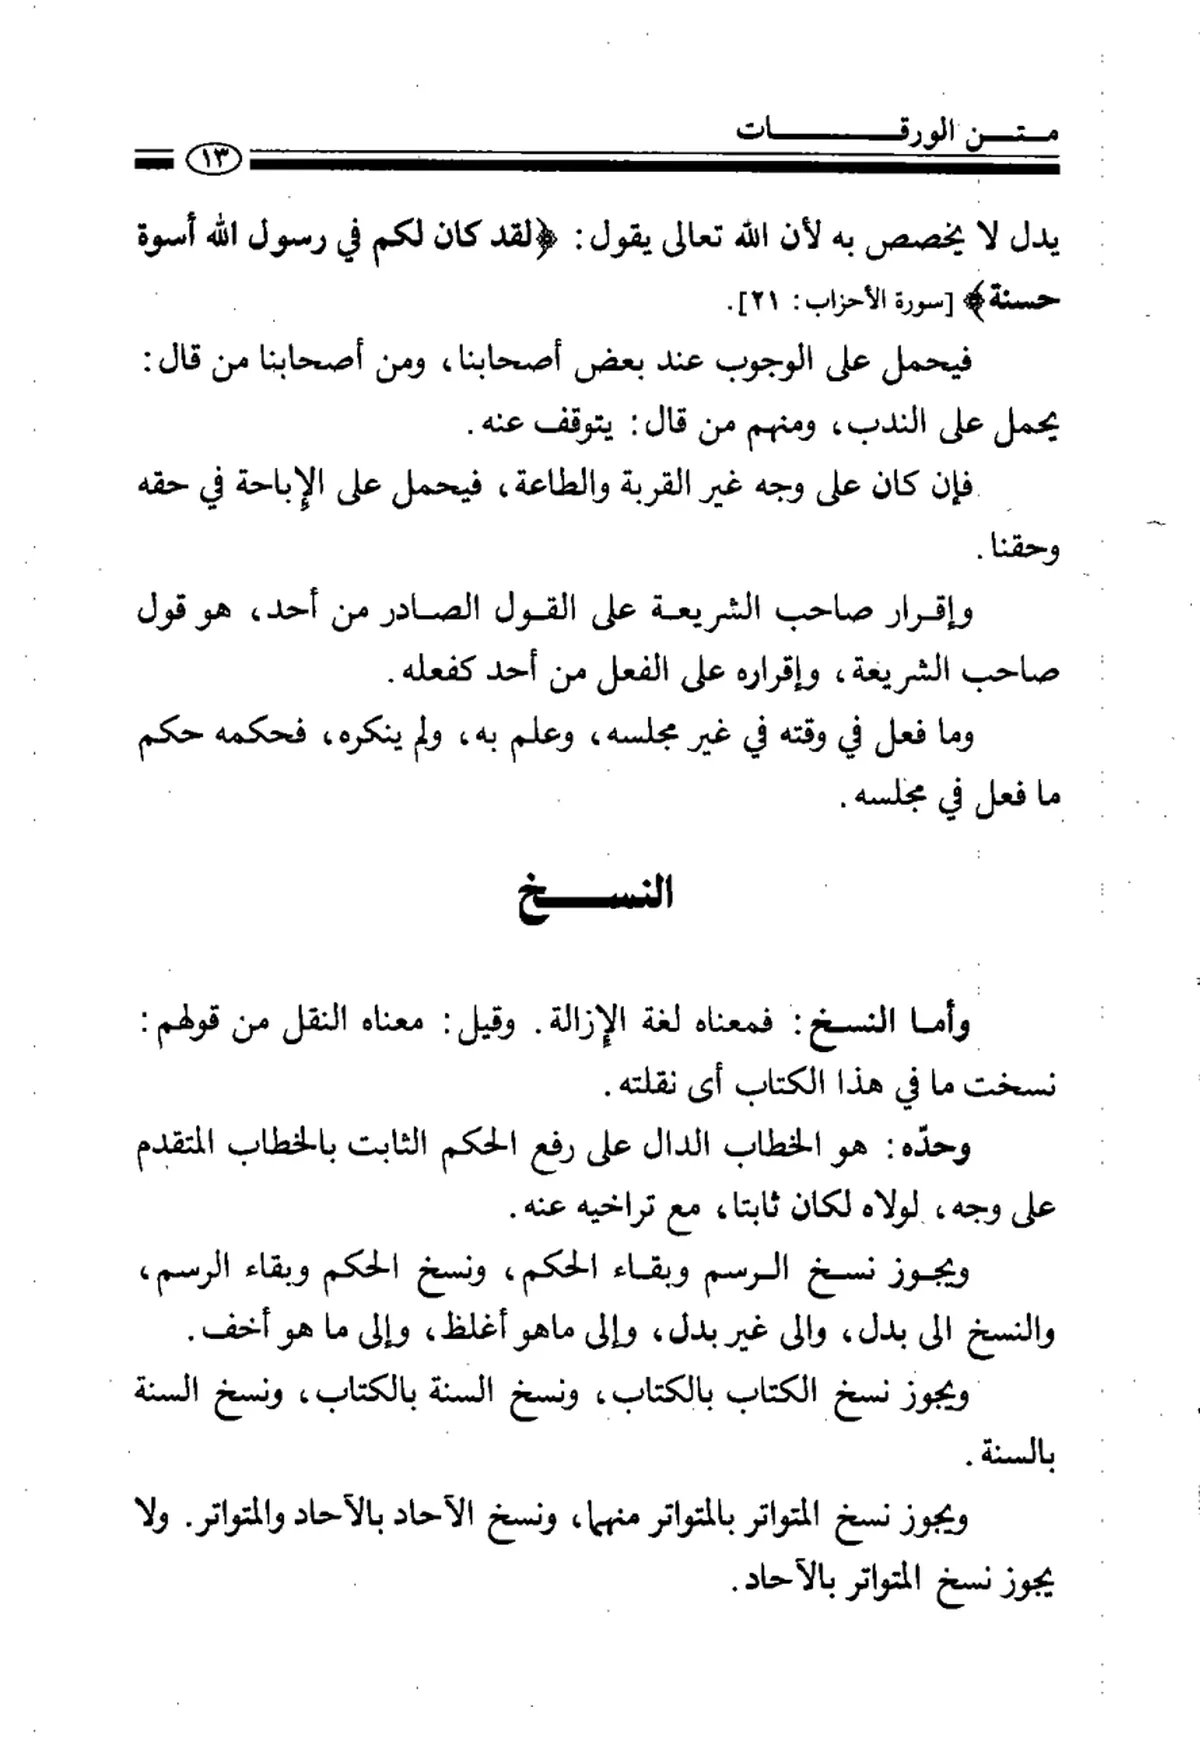 متن الورقات
١٣
يدل لا يخصص به لأن الله تعالى يقول: ﴿لقد كان لكم في رسول الله أسوة
حسنة﴾ [سورة الأحزاب: ٢١].
فيحمل على الوجوب عند بعض أصحابنا، ومن أصحابنا من قال:
يحمل على الندب، ومنهم من قال: يتوقف عنه.
فإن كان على وجه غير القربة والطاعة، فيحمل على الإباحة في حقه
وحقنا.
وإقرار صاحب الشريعة على القول الصادر من أحد، هو قول
صاحب الشريعة، وإقراره على الفعل من أحد كفعله.
وما فعل في وقته في غير مجلسه، وعلم به، ولم ينكره، فحكمه حكم
ما فعل في مجلسه.
النسخ
وأما النسخ: فمعناه لغة الإزالة. وقيل: معناه النقل من قولهم:
نسخت ما في هذا الكتاب أى نقلته.
وحدّه: هو الخطاب الدال على رفع الحكم الثابت بالخطاب المتقدم
على وجه، لولاه لكان ثابتا، مع تراخيه عنه.
ويجوز نسخ الرسم وبقاء الحكم، ونسخ الحكم وبقاء الرسم،
والنسخ الى بدل، والى غير بدل، وإلى ماهو أغلظ، وإلى ما هو أخف.
ويجوز نسخ الكتاب بالكتاب، ونسخ السنة بالكتاب، ونسخ السنة
بالسنة.
ويجوز نسخ المتواتر بالمتواتر منهما، ونسخ الآحاد بالآحاد والمتواتر. ولا
يجوز نسخ المتواتر بالآحاد.